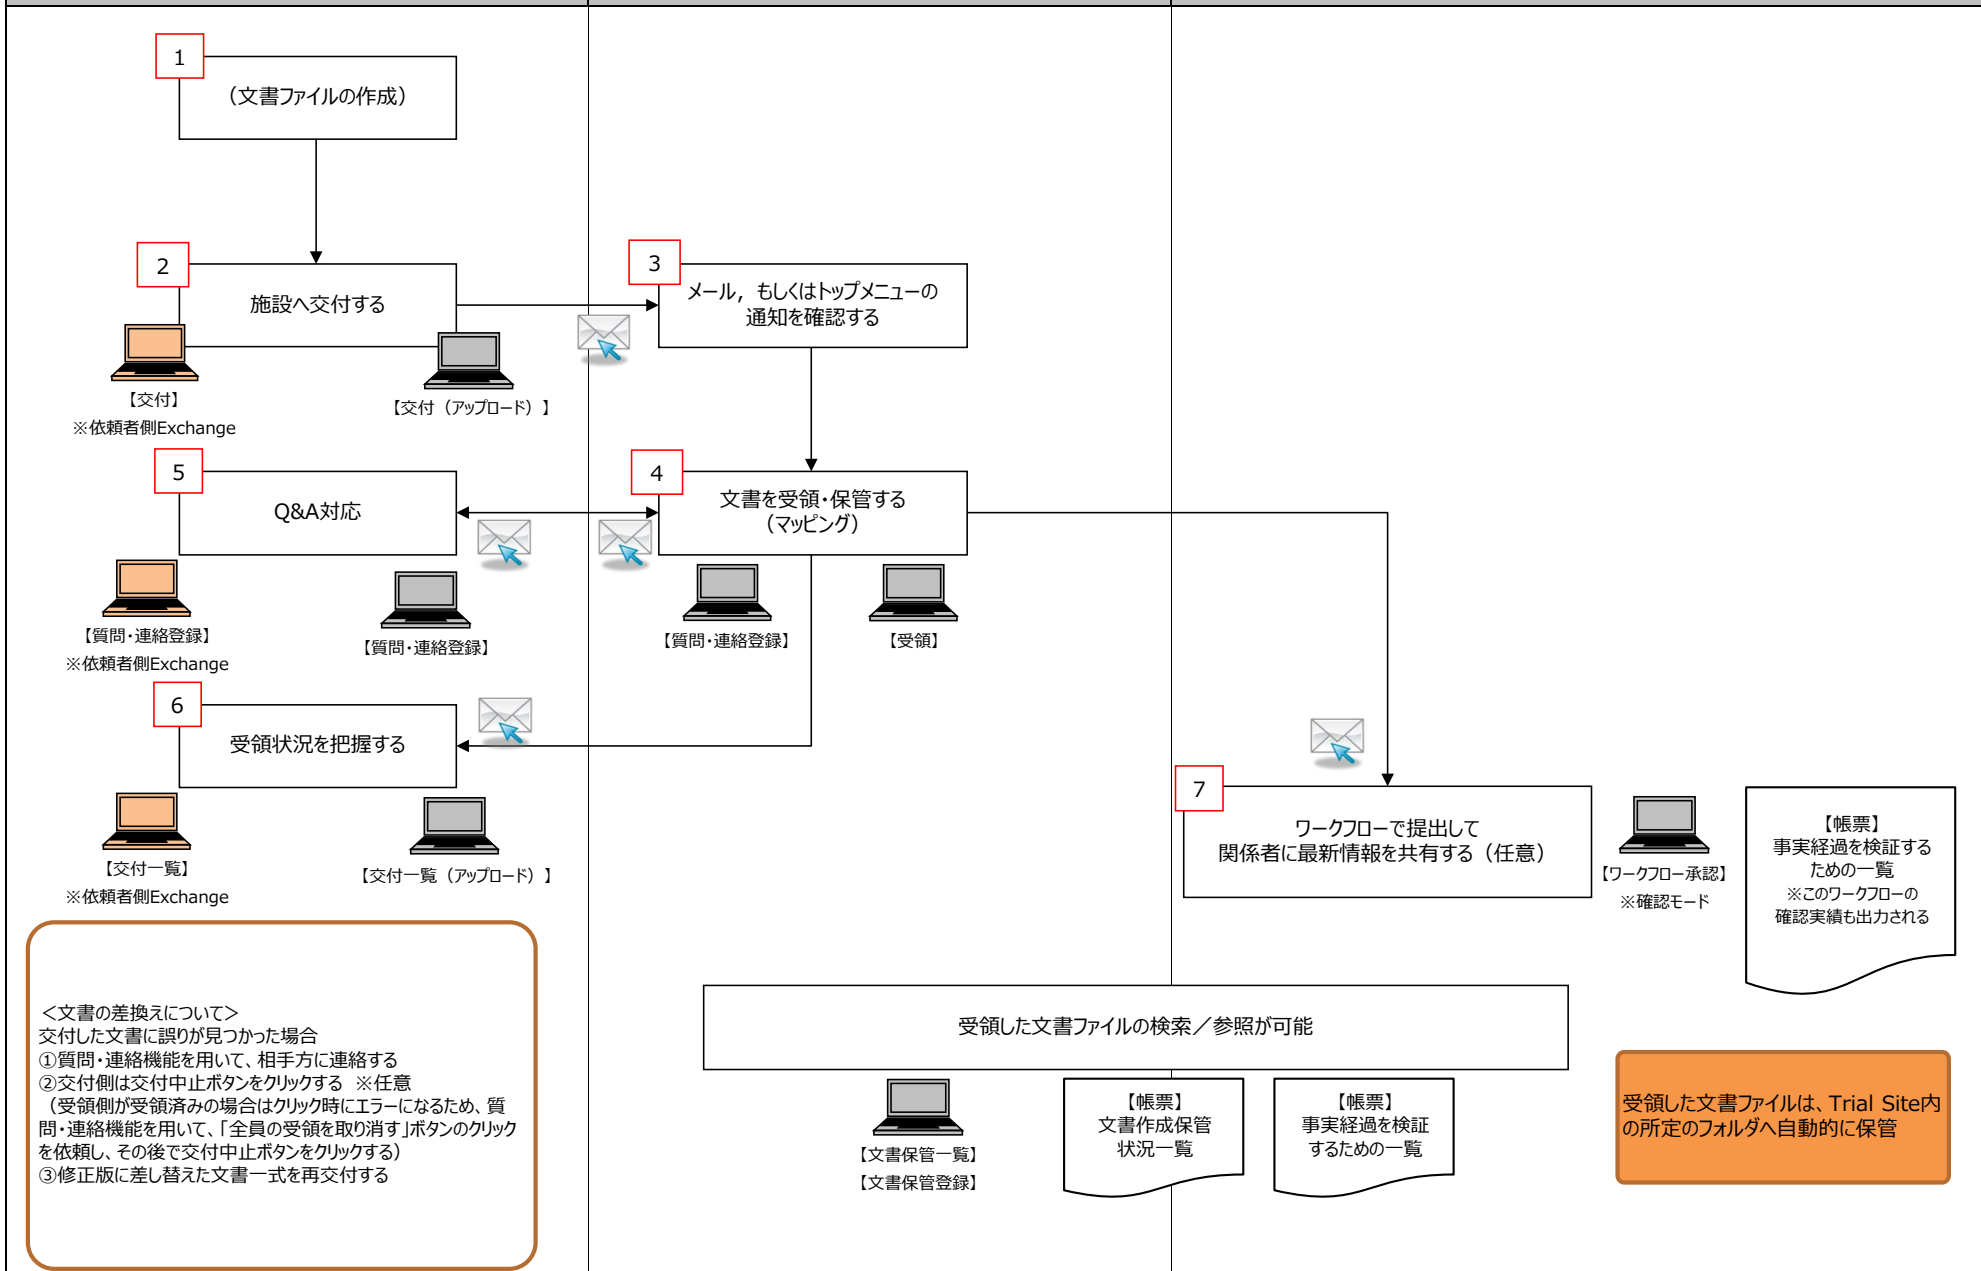 1
（文書ファイルの作成）
2
施設へ交付する
【交付】
※依頼者側Exchange
【交付（アップロード）】
3
メール，もしくはトップメニューの
通知を確認する
5
Q&A対応
【質問・連絡登録】
※依頼者側Exchange
【質問・連絡登録】
4
文書を受領・保管する
（マッピング）
【質問・連絡登録】
【受領】
6
受領状況を把握する
【交付一覧】
※依頼者側Exchange
【交付一覧（アップロード）】
7
ワークフローで提出して
関係者に最新情報を共有する（任意）
【ワークフロー承認】
※確認モード
【帳票】
事実経過を検証する
ための一覧
※このワークフローの
確認実績も出力される
＜文書の差換えについて＞
交付した文書に誤りが見つかった場合
①質問・連絡機能を用いて、相手方に連絡する
②交付側は交付中止ボタンをクリックする ※任意
（受領側が受領済みの場合はクリック時にエラーになるため、質
問・連絡機能を用いて、「全員の受領を取り消す」ボタンのクリック
を依頼し、その後で交付中止ボタンをクリックする）
③修正版に差し替えた文書一式を再交付する
受領した文書ファイルの検索／参照が可能
【文書保管一覧】
【文書保管登録】
【帳票】
文書作成保管
状況一覧
【帳票】
事実経過を検証
するための一覧
受領した文書ファイルは、Trial Site内
の所定のフォルダへ自動的に保管